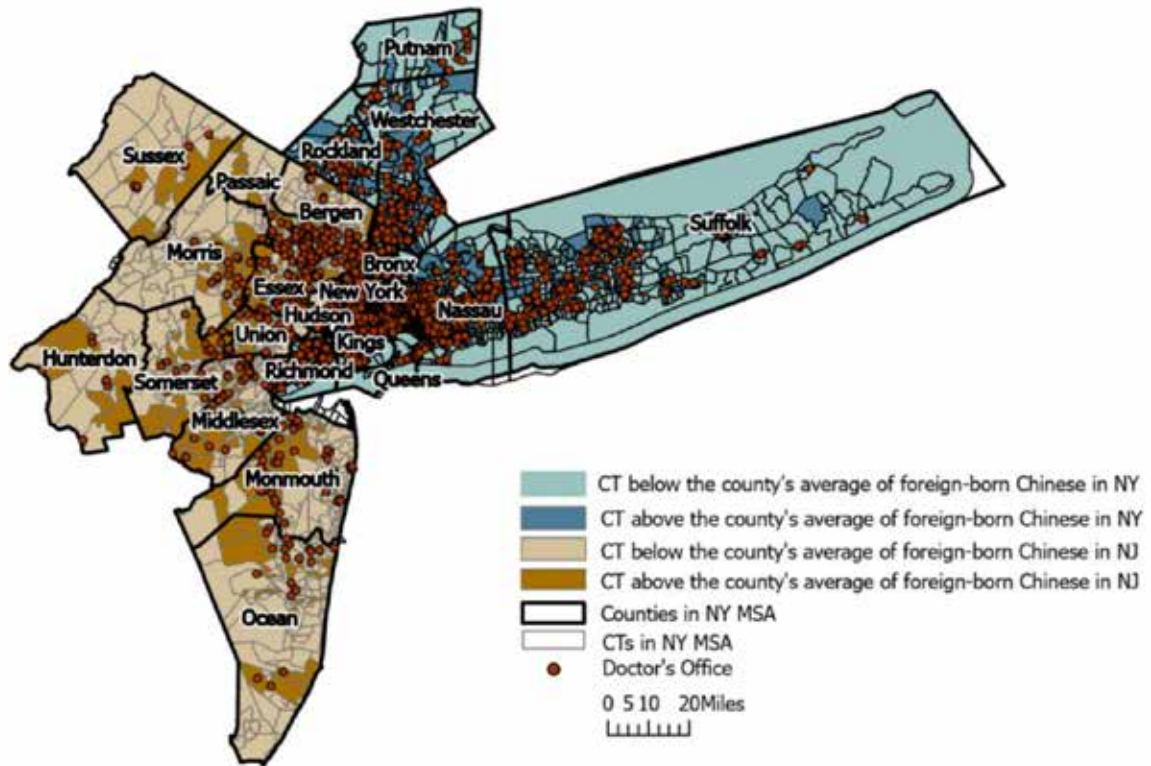 Putnam
Westchester
Rockland
Sussex
Passaic
Bergen
Suffolk
Morris
Bronx
Essex
New York
Hudson
Nassau
Union
Kings
Hunterdon
Somerset
Richmond
Queens
Middlesex
Monmouth
Ocean
CT below the county's average of foreign-born Chinese in NY
CT above the county's average of foreign-born Chinese in NY
CT below the county's average of foreign-born Chinese in NJ
CT above the county's average of foreign-born Chinese in NJ
Counties in NY MSA
CTs in NY MSA
Doctor's Office
0 5 10 20Miles